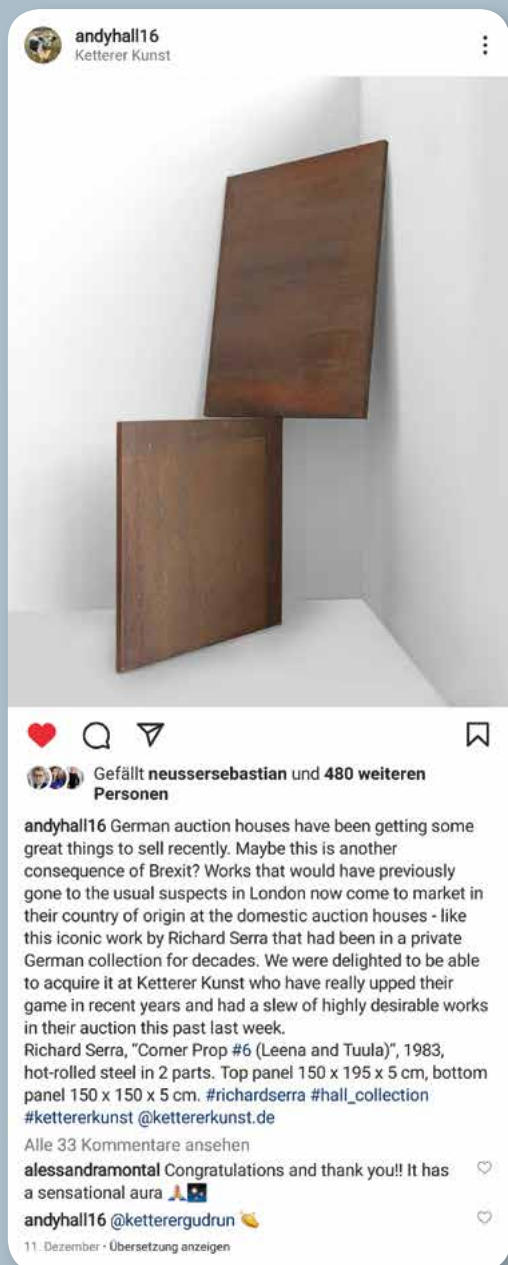 andyhall16
Ketterer Kunst
Gefällt neussersebastian und 480 weiteren
Personen
andyhall16 German auction houses have been getting some
great things to sell recently. Maybe this is another
consequence of Brexit? Works that would have previously
gone to the usual suspects in London now come to market in
their country of origin at the domestic auction houses - like
this iconic work by Richard Serra that had been in a private
German collection for decades. We were delighted to be able
to acquire it at Ketterer Kunst who have really upped their
game in recent years and had a slew of highly desirable works
in their auction this past last week.
Richard Serra, “Corner Prop #6 (Leena and Tuula)”, 1983,
hot-rolled steel in 2 parts. Top panel 150 x 195 x 5 cm, bottom
panel 150 x 150 x 5 cm. #richardserra #hall_collection
#kettererkunst @kettererkunst.de
Alle 33 Kommentare ansehen
alessandramontal Congratulations and thank you!! It has
a sensational aura 🙏🌠
andyhall16 @ketterergudrun 👏
11. Dezember • Übersetzung anzeigen